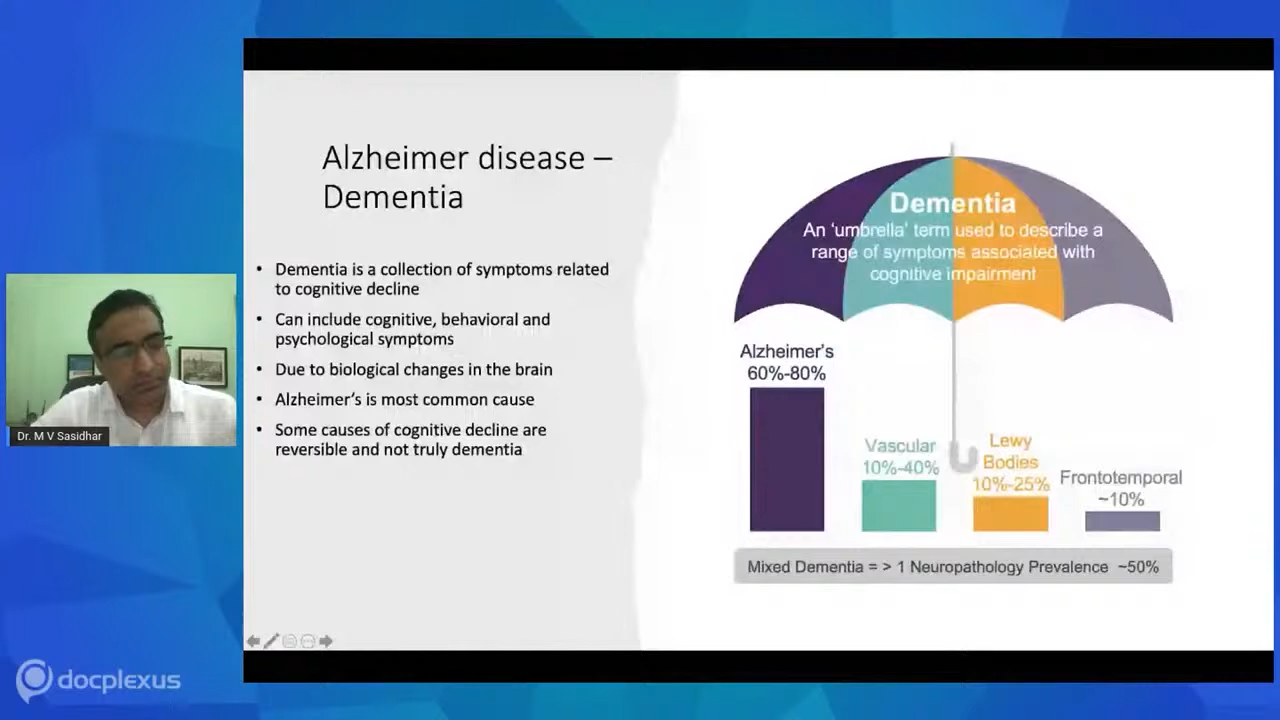 Alzheimer disease –
Dementia
• Dementia is a collection of symptoms related
to cognitive decline
• Can include cognitive, behavioral and
psychological symptoms
• Due to biological changes in the brain
• Alzheimer's is most common cause
• Some causes of cognitive decline are
reversible and not truly dementia
Dementia
An 'umbrella' term used to describe a
range of symptoms associated with
cognitive impairment
Alzheimer's
60%-80%
Vascular
10%-40%
Lewy
Bodies
10%-25%
Frontotemporal
~10%
Mixed Dementia = > 1 Neuropathology Prevalence ~50%
Dr. M V Sasidhar
docplexus